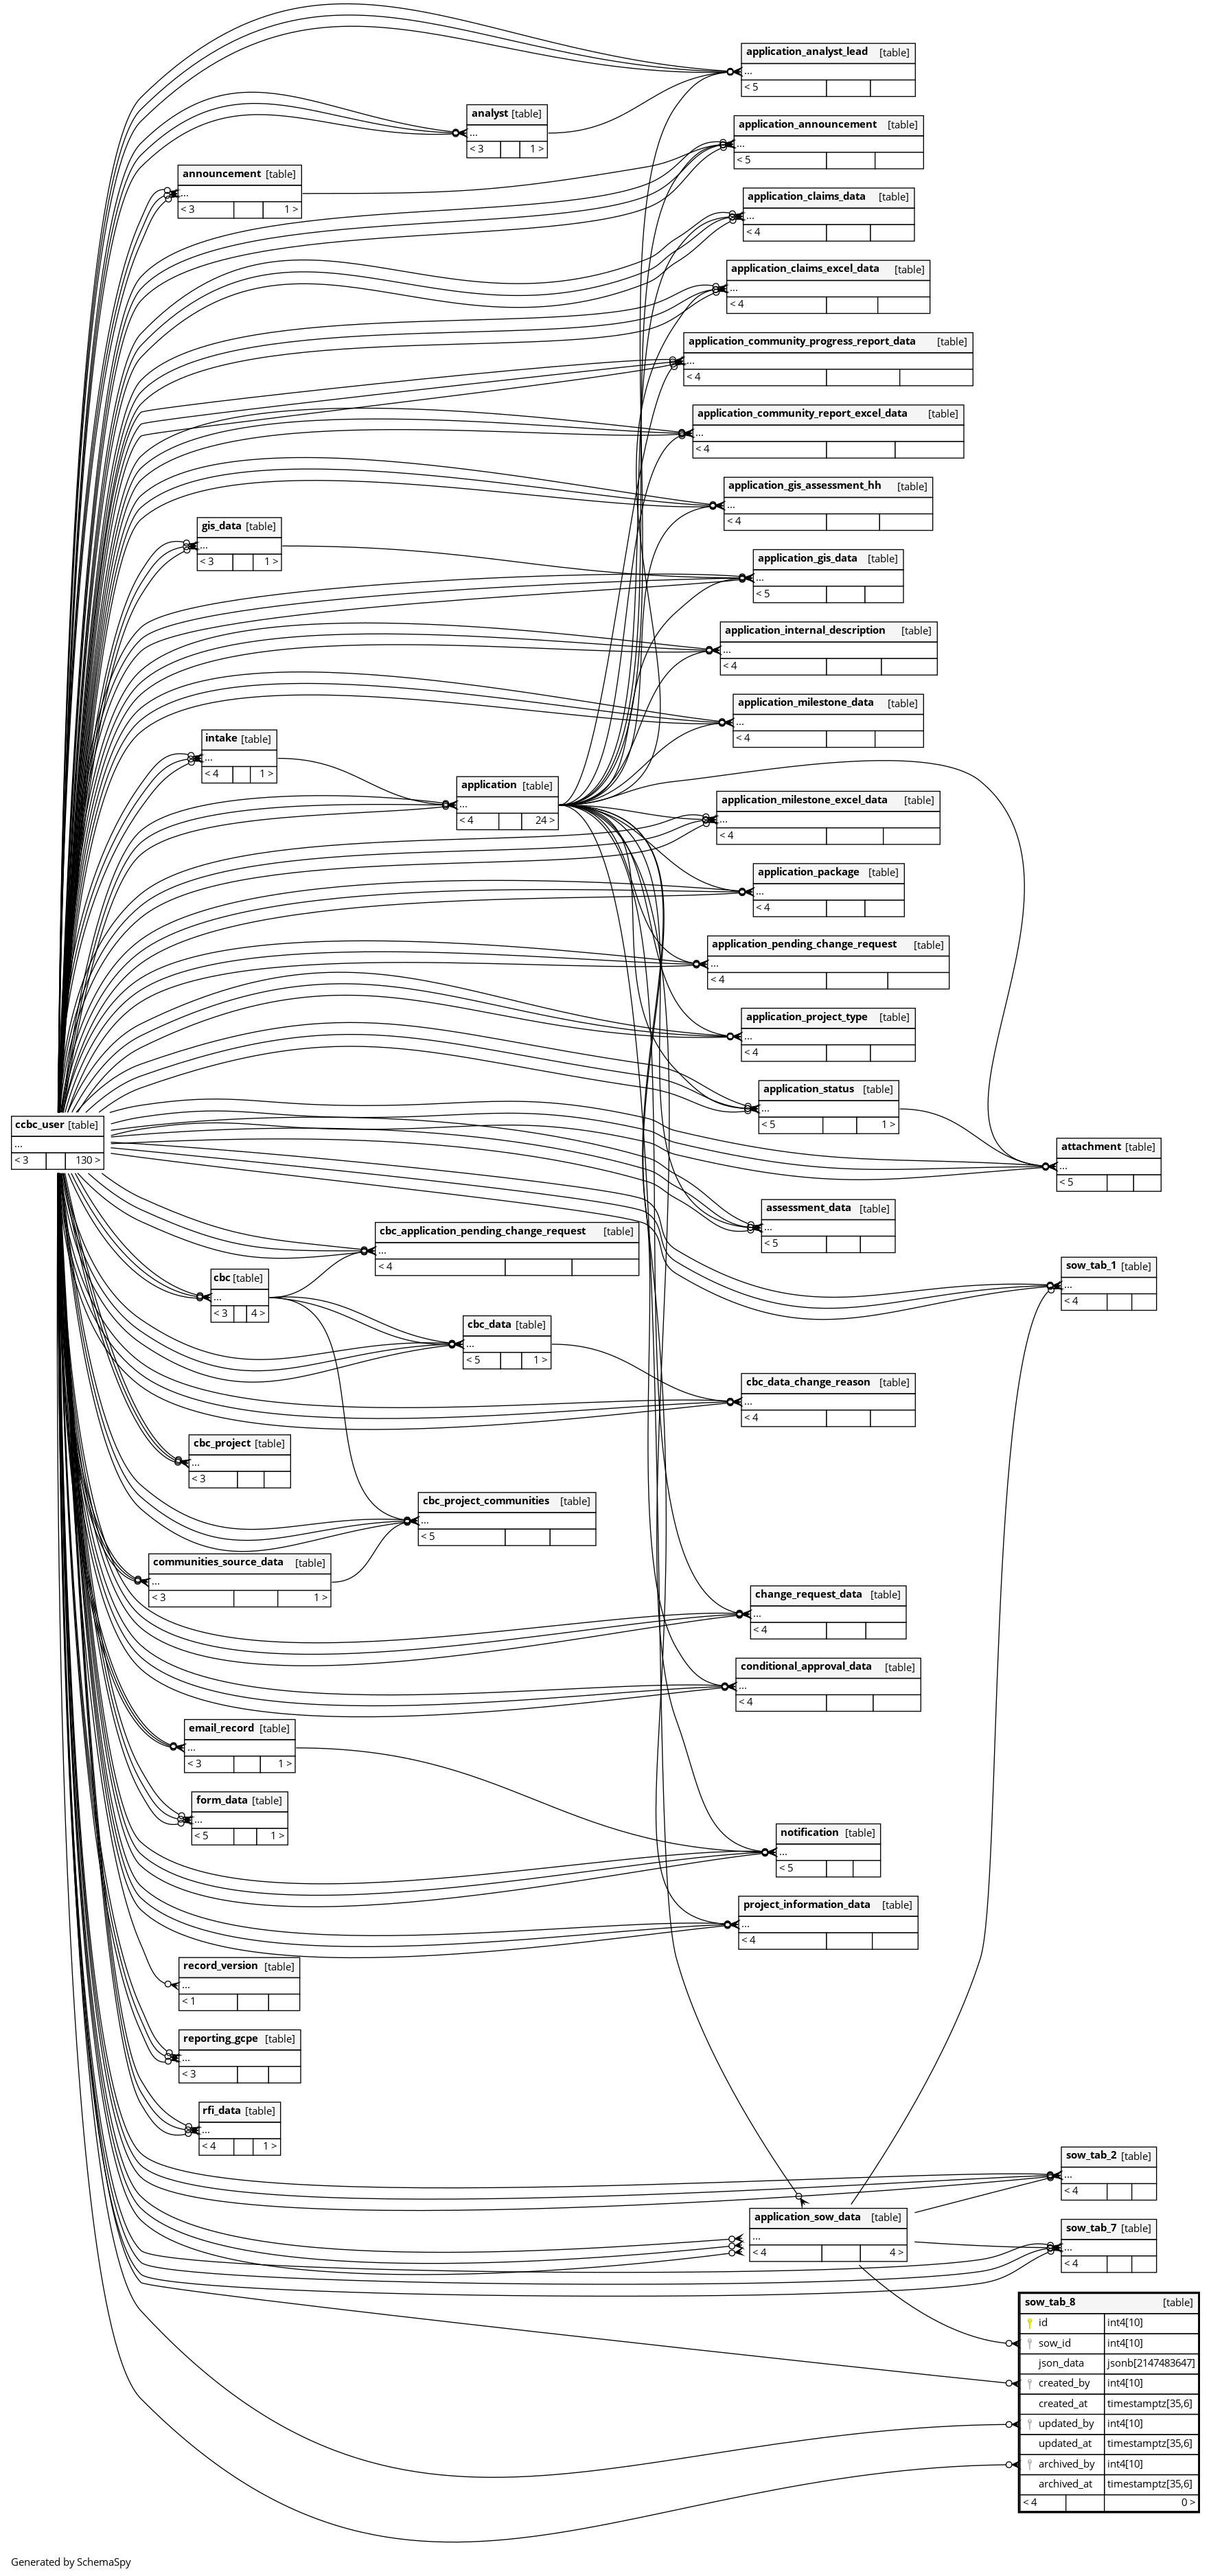 application_analyst_lead [table]
...
< 5
analyst [table]
...
< 3 1 >
application_announcement [table]
...
< 5
announcement [table]
...
< 3 1 >
application_claims_data [table]
...
< 4
application_claims_excel_data [table]
...
< 4
application_community_progress_report_data [table]
...
< 4
application_community_report_excel_data [table]
...
< 4
application_gis_assessment_hh [table]
...
< 4
gis_data [table]
...
< 3 1 >
application_gis_data [table]
...
< 5
application_internal_description [table]
...
< 4
application_milestone_data [table]
...
< 4
intake [table]
...
< 4 1 >
application [table]
...
< 4 24 >
application_milestone_excel_data [table]
...
< 4
application_package [table]
...
< 4
application_pending_change_request [table]
...
< 4
application_project_type [table]
...
< 4
application_status [table]
...
< 5 1 >
ccbc_user [table]
...
< 3 130 >
attachment [table]
...
< 5
assessment_data [table]
...
< 5
cbc_application_pending_change_request [table]
...
< 4
sow_tab_1 [table]
...
< 4
cbc [table]
...
< 3 4 >
cbc_data [table]
...
< 5 1 >
cbc_data_change_reason [table]
...
< 4
cbc_project [table]
...
< 3
cbc_project_communities [table]
...
< 5
communities_source_data [table]
...
< 3 1 >
change_request_data [table]
...
< 4
conditional_approval_data [table]
...
< 4
email_record [table]
...
< 3 1 >
form_data [table]
...
< 5 1 >
notification [table]
...
< 5
project_information_data [table]
...
< 4
record_version [table]
...
< 1
reporting_gcpe [table]
...
< 3
rfi_data [table]
...
< 4 1 >
sow_tab_2 [table]
...
< 4
application_sow_data [table]
...
< 4 4 >
sow_tab_7 [table]
...
< 4
sow_tab_8 [table]
id int4[10]
sow_id int4[10]
json_data jsonb[2147483647]
created_by int4[10]
created_at timestamptz[35,6]
updated_by int4[10]
updated_at timestamptz[35,6]
archived_by int4[10]
archived_at timestamptz[35,6]
< 4 0 >
Generated by SchemaSpy